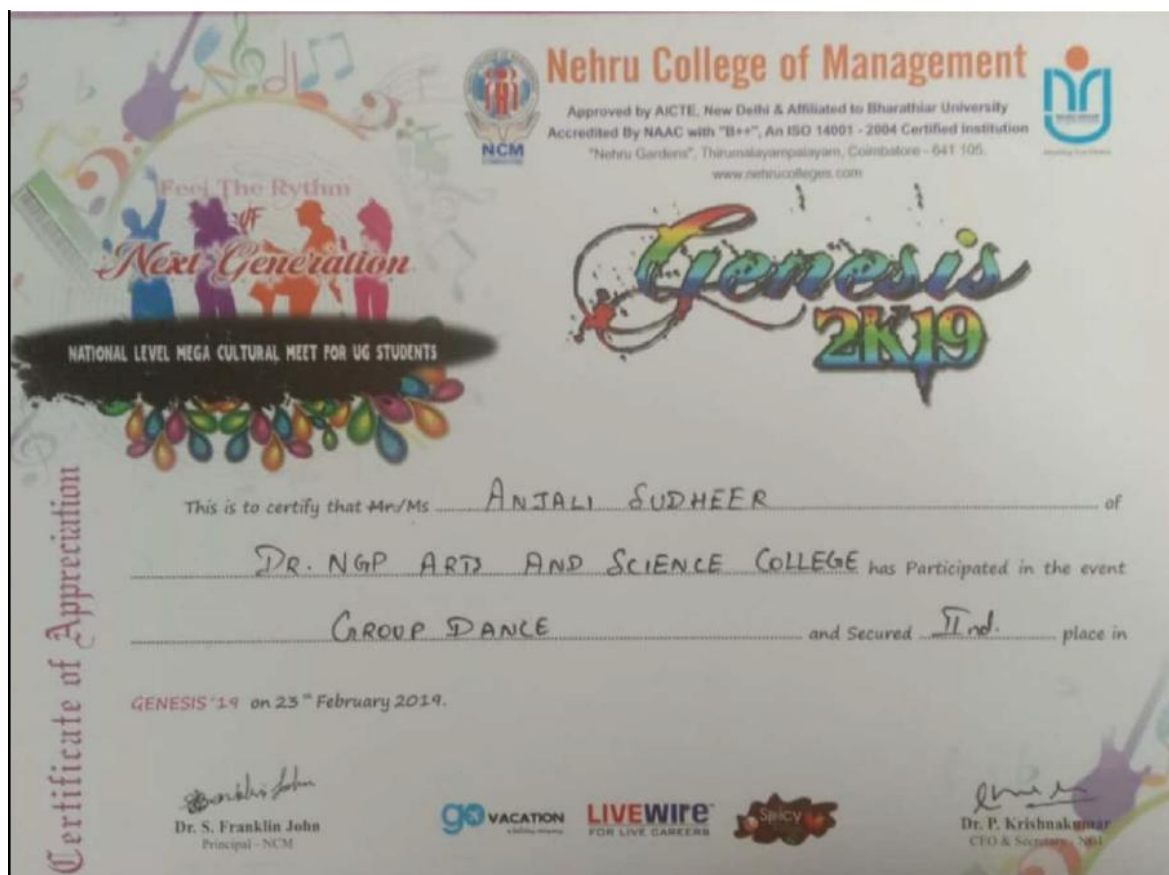 Nehru College of Management
Approved by AICTE, New Delhi & Affiliated to Bharathiar University
Accredited By NAAC with "B++", An ISO 14001 - 2004 Certified Institution
"Nehru Gardens", Thirumalayampalayam, Coimbatore - 641 105.
www.nehrucolleges.com
NCM
Feel The Rythm
OF
Next Generation
NATIONAL LEVEL MEGA CULTURAL MEET FOR UG STUDENTS
Genesis
2K19
Certificate of Appreciation
This is to certify that Mr/Ms ANJALI SUDHEER of
DR. NGP ARTS AND SCIENCE COLLEGE has Participated in the event
GROUP DANCE and Secured IInd. place in
GENESIS '19 on 23rd February 2019.
Dr. S. Franklin John
Principal - NCM
go VACATION
LIVEWIRE
FOR LIVE CAREERS
Spicy
Dr. P. Krishnakumar
CEO & Secretary - NGI